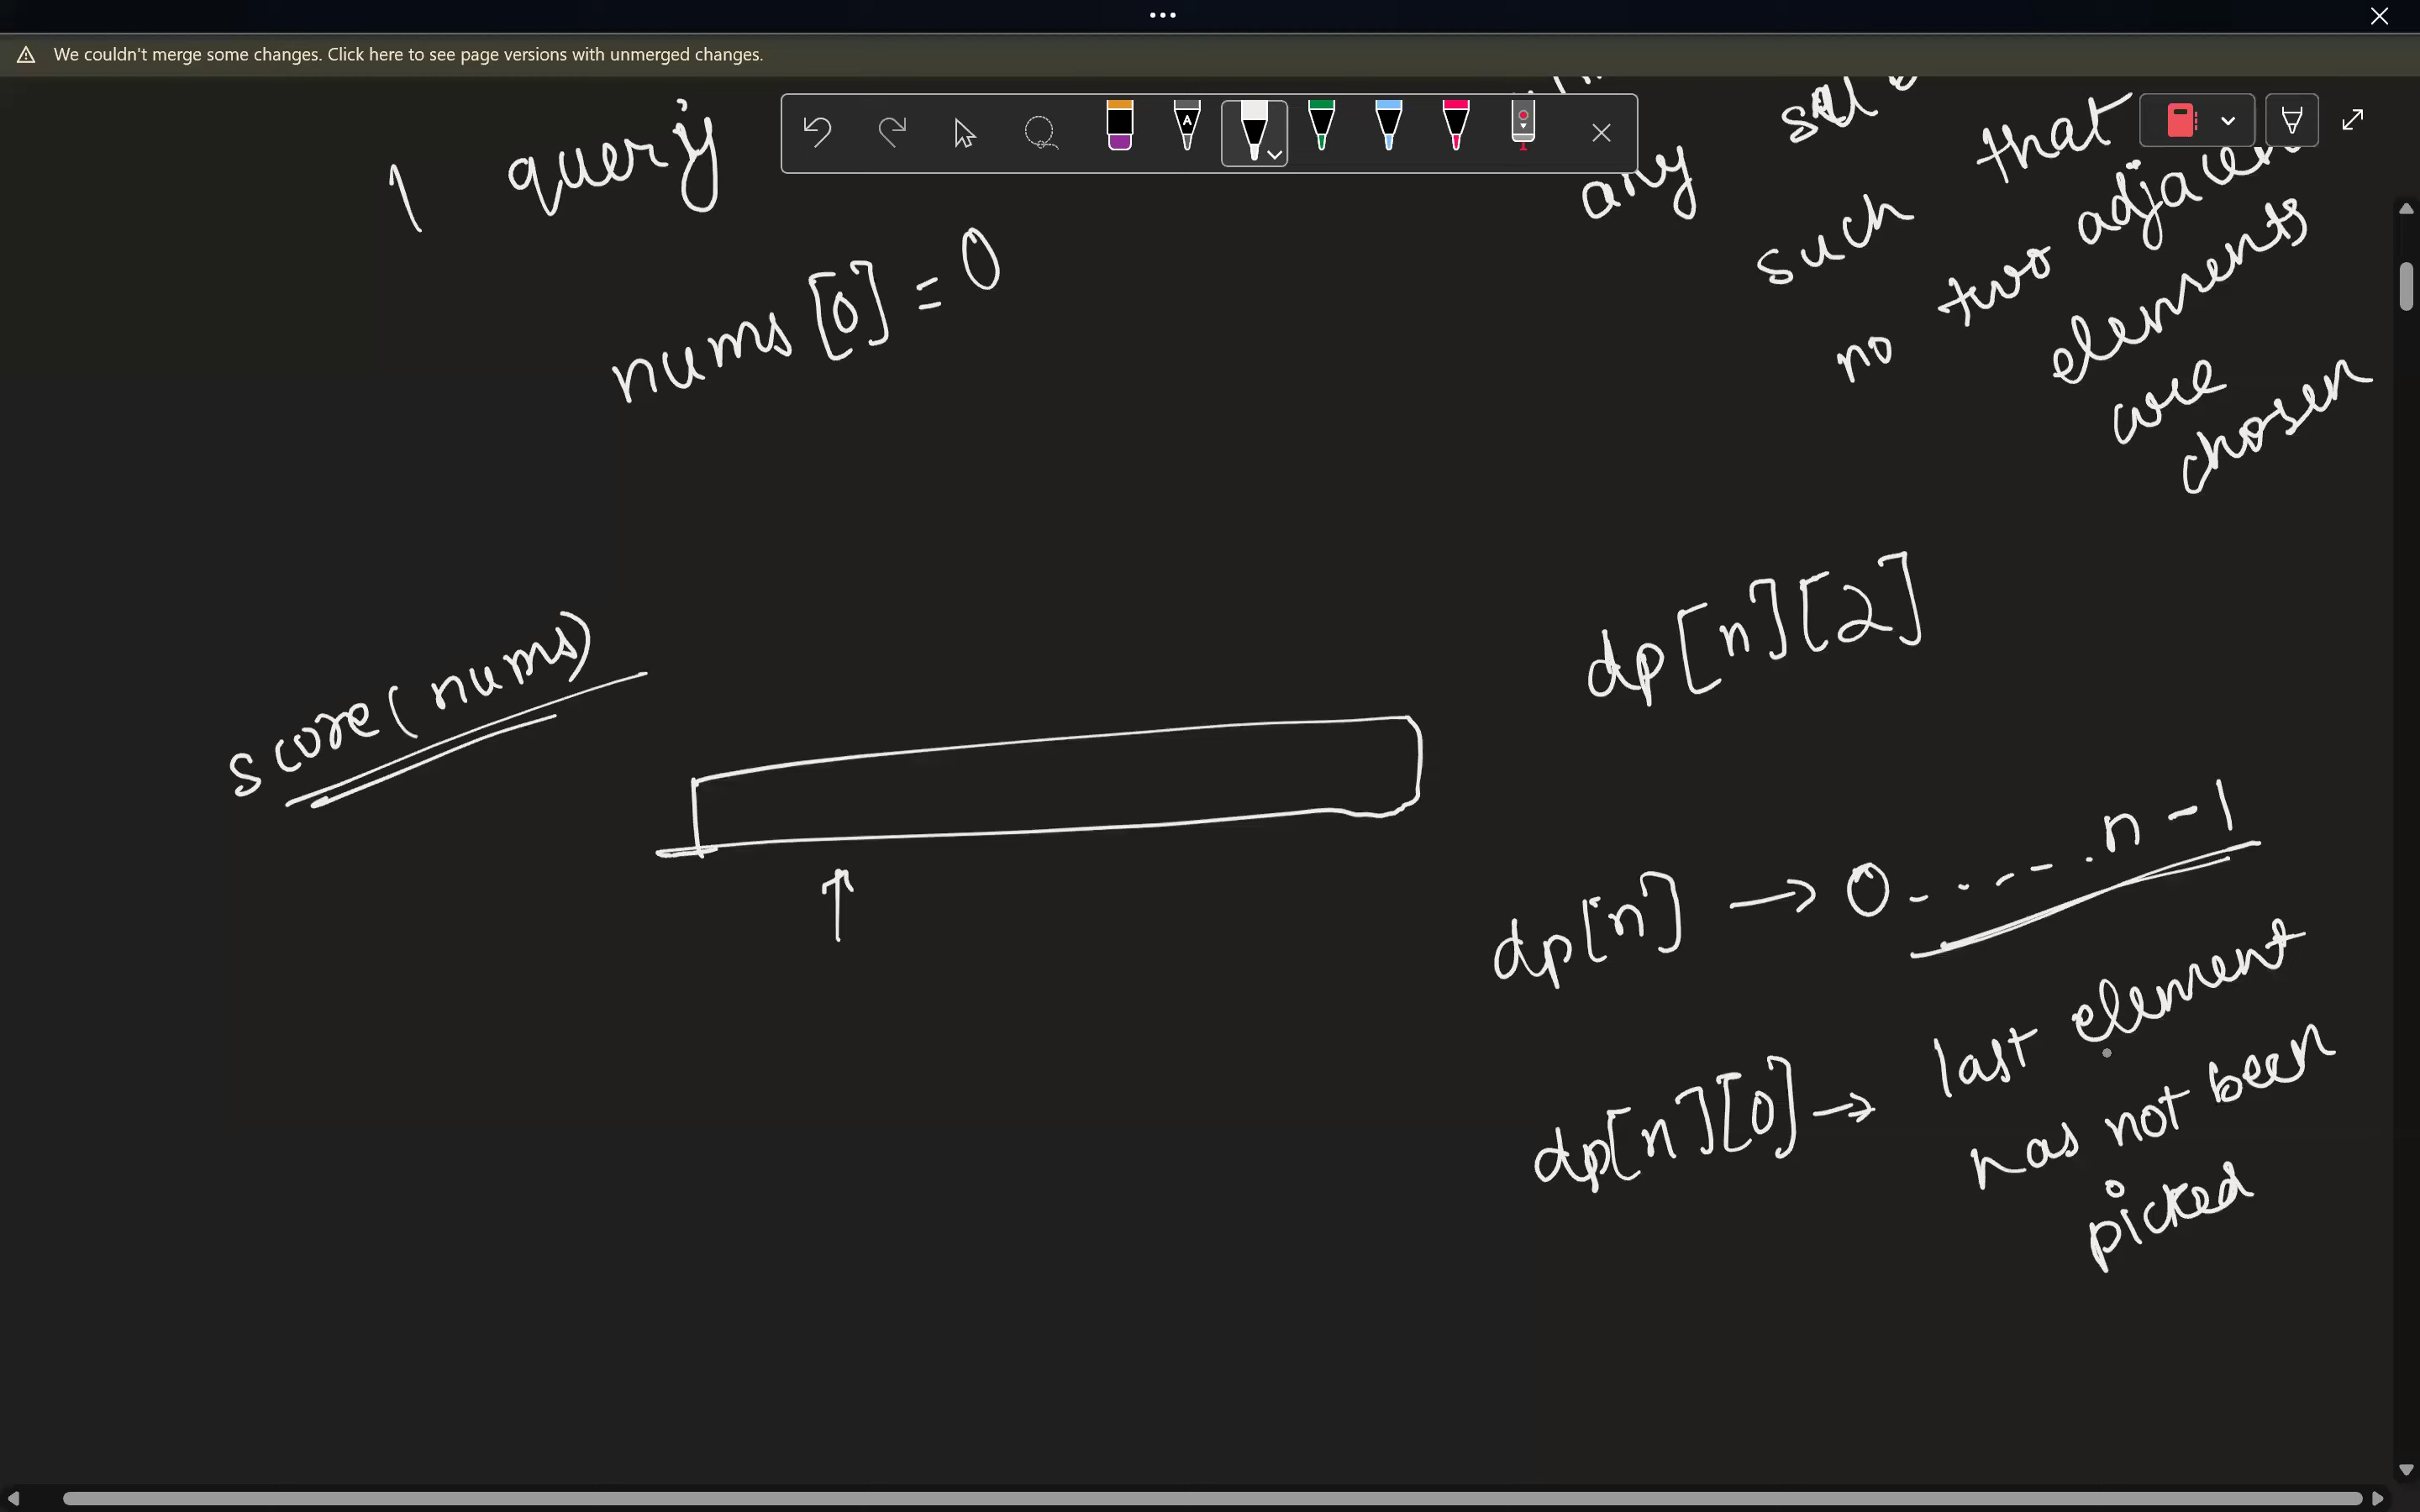 We couldn't merge some changes. Click here to see page versions with unmerged changes.
1 query
nums[0] = 0
any
such that
no two adjacent
elements
are
chosen
score(nums)
dp[n][2]
dp[n] → 0 ...... n-1
dp[n][0] → last element
has not been
picked